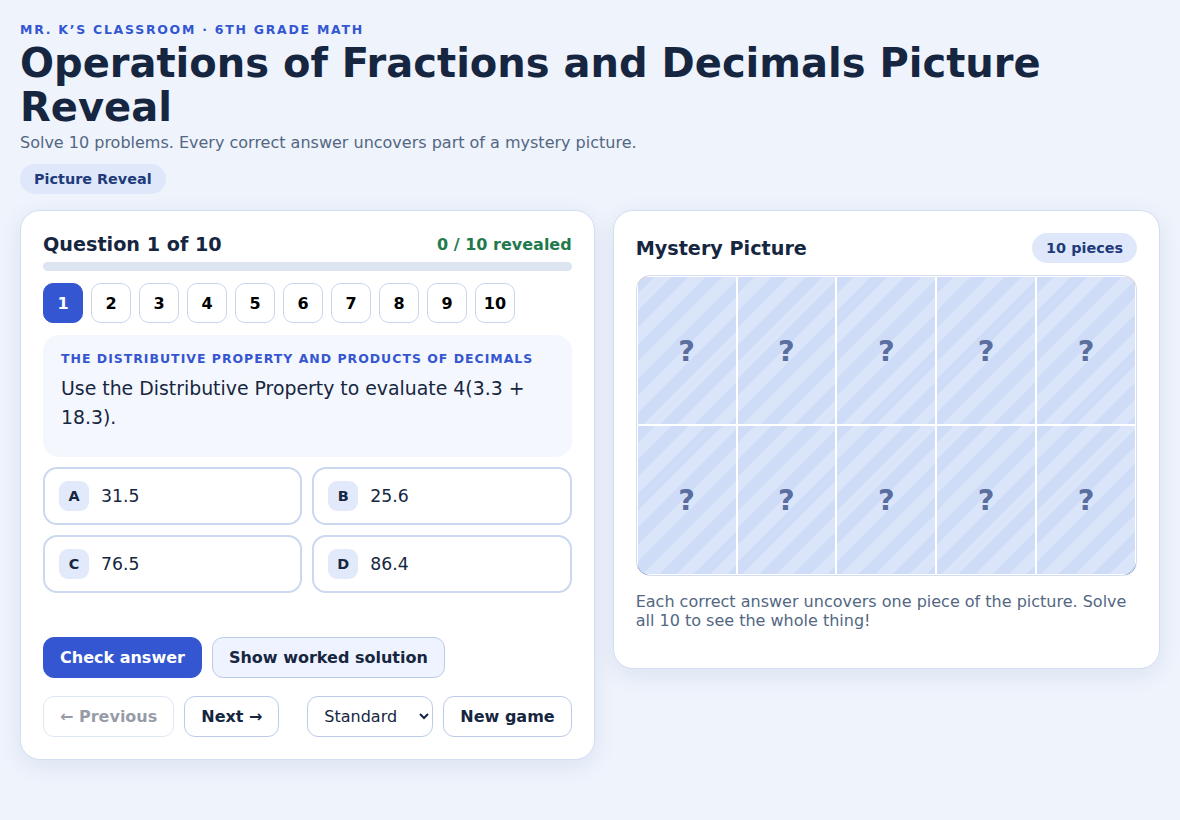 MR. K’S CLASSROOM · 6TH GRADE MATH
Operations of Fractions and Decimals Picture
Reveal
Solve 10 problems. Every correct answer uncovers part of a mystery picture.
Picture Reveal
Question 1 of 10
0 / 10 revealed
1 2 3 4 5 6 7 8 9 10
THE DISTRIBUTIVE PROPERTY AND PRODUCTS OF DECIMALS
Use the Distributive Property to evaluate 4(3.3 +
18.3).
A 31.5
B 25.6
C 76.5
D 86.4
Check answer
Show worked solution
← Previous
Next →
Standard
New game
Mystery Picture
10 pieces
? ? ? ? ?
? ? ? ? ?
Each correct answer uncovers one piece of the picture. Solve
all 10 to see the whole thing!